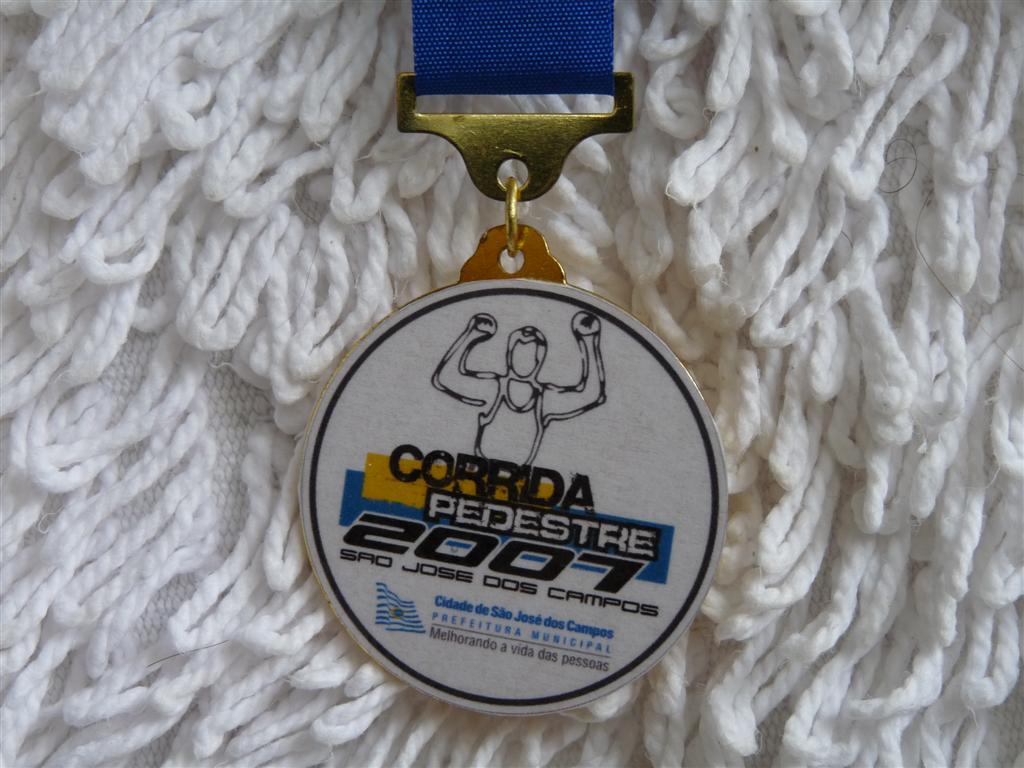 CORRIDA
PEDESTRE
2007
SAO JOSE DOS CAMPOS
Cidade de São José dos Campos
PREFEITURA MUNICIPAL
Melhorando a vida das pessoas